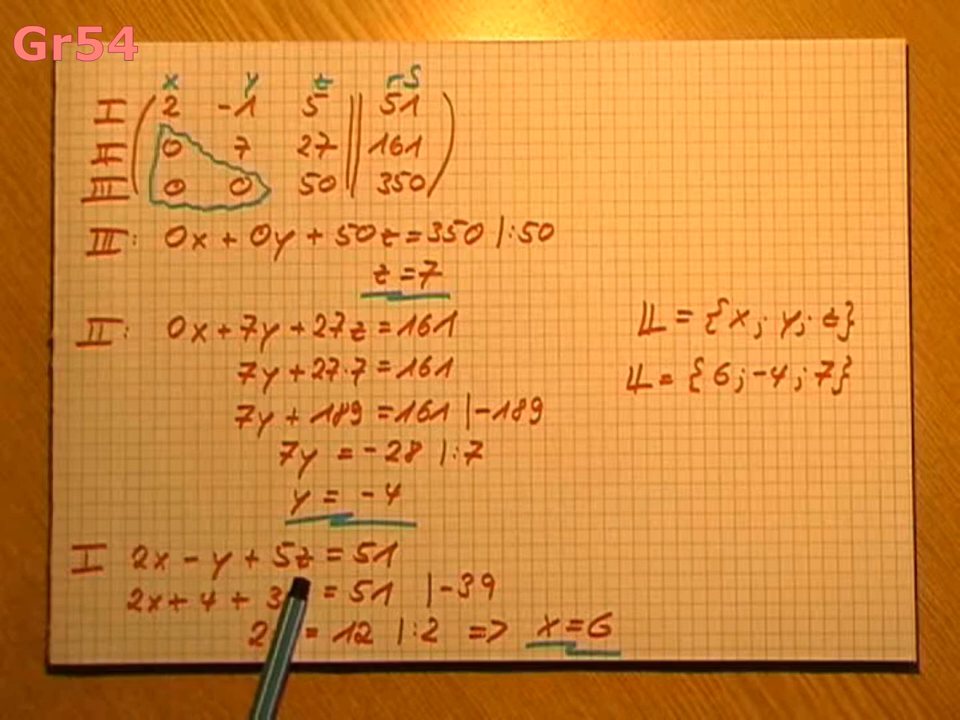 Gr54
x y z rS
I ( 2 -1 5 || 51 )
II ( 0 7 27 || 161 )
III ( 0 0 50 || 350 )
III: 0x + 0y + 50z = 350 |:50
z = 7
II: 0x + 7y + 27z = 161
7y + 27·7 = 161
7y + 189 = 161 |-189
7y = -28 |:7
y = -4
𝕃 = {x; y; z}
𝕃 = {6; -4; 7}
I 2x - y + 5z = 51
2x + 4 + 3 = 51 |-39
2 = 12 |:2 => x = 6